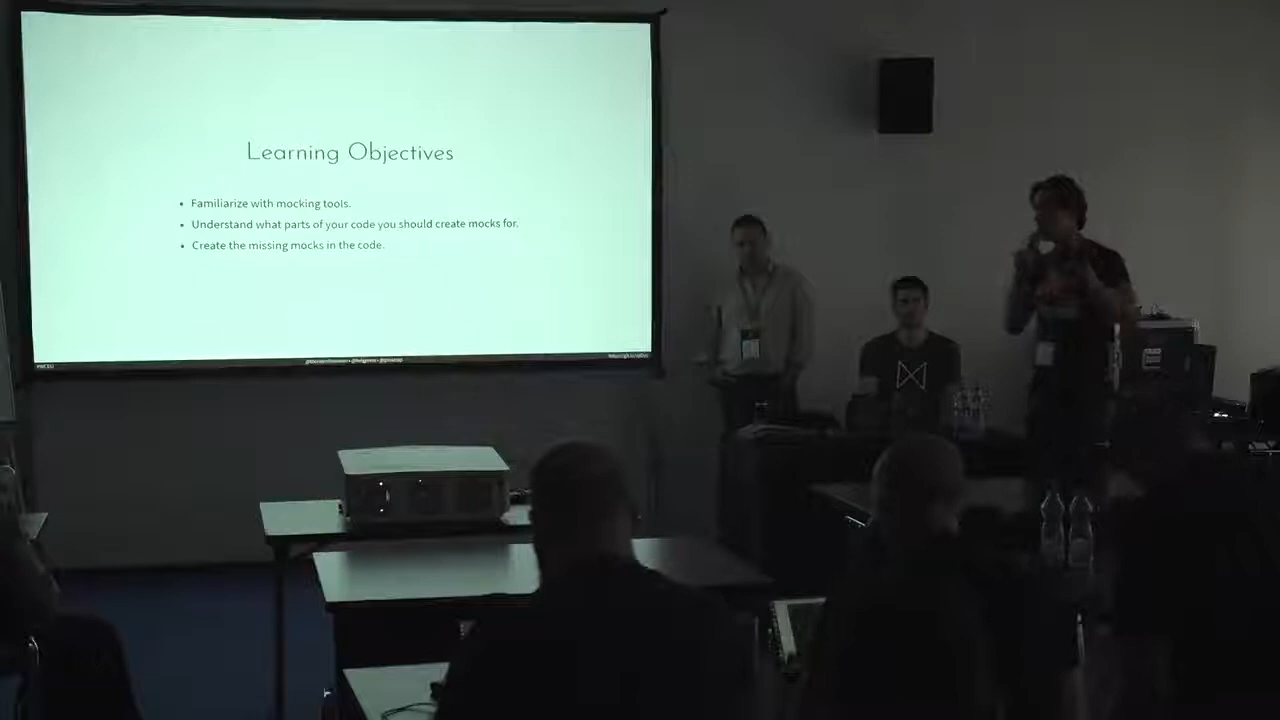 Learning Objectives
• Familiarize with mocking tools.
• Understand what parts of your code you should create mocks for.
• Create the missing mocks in the code.